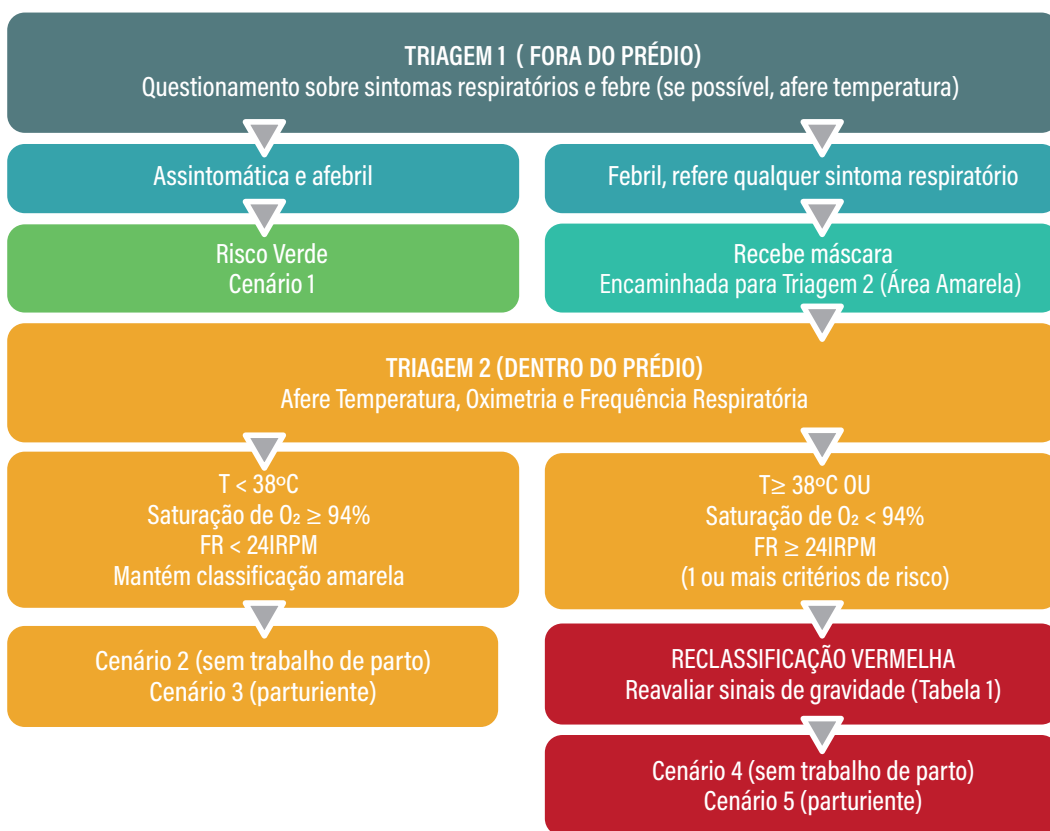 TRIAGEM 1 ( FORA DO PRÉDIO)
Questionamento sobre sintomas respiratórios e febre (se possível, afere temperatura)
Assintomática e afebril
Febril, refere qualquer sintoma respiratório
Risco Verde
Cenário 1
Recebe máscara
Encaminhada para Triagem 2 (Área Amarela)
TRIAGEM 2 (DENTRO DO PRÉDIO)
Afere Temperatura, Oximetria e Frequência Respiratória
T < 38ºC
Saturação de O₂ ≥ 94%
FR < 24IRPM
Mantém classificação amarela
T≥ 38ºC OU
Saturação de O₂ < 94%
FR ≥ 24IRPM
(1 ou mais critérios de risco)
Cenário 2 (sem trabalho de parto)
Cenário 3 (parturiente)
RECLASSIFICAÇÃO VERMELHA
Reavaliar sinais de gravidade (Tabela 1)
Cenário 4 (sem trabalho de parto)
Cenário 5 (parturiente)